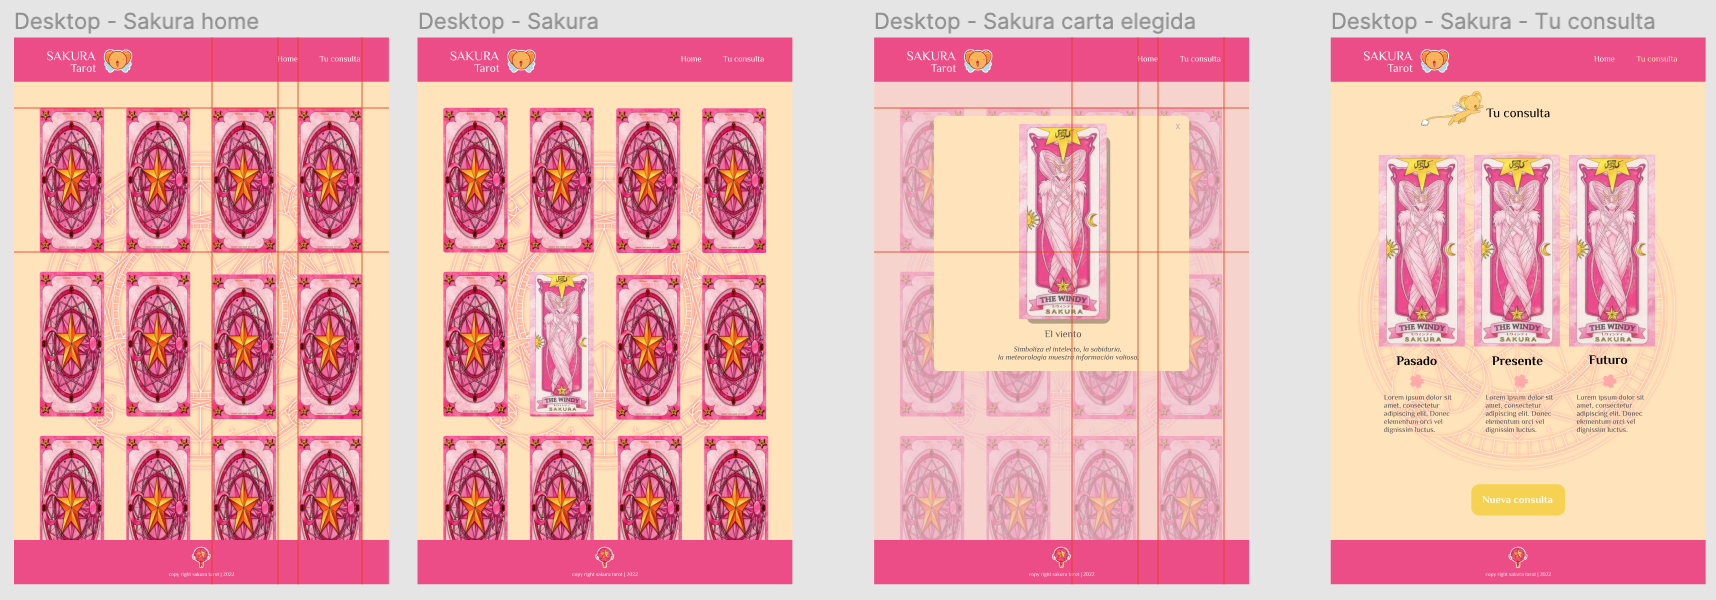 Desktop - Sakura home
SAKURA
Tarot
Home
Tu consulta
copy right sakura tarot | 2022
Desktop - Sakura
SAKURA
Tarot
Home
Tu consulta
THE WINDY
SAKURA
copy right sakura tarot | 2022
Desktop - Sakura carta elegida
SAKURA
Tarot
Home
Tu consulta
X
THE WINDY
SAKURA
El viento
Simboliza el intelecto, la sabiduria,
la meteorologia muestra información valiosa.
copy right sakura tarot | 2022
Desktop - Sakura - Tu consulta
SAKURA
Tarot
Home
Tu consulta
Tu consulta
THE WINDY
SAKURA
THE WINDY
SAKURA
THE WINDY
SAKURA
Pasado
Presente
Futuro
Lorem ipsum dolor sit
amet, consectetur
adipiscing elit. Donec
elementum orci vel
dignissim luctus.
Lorem ipsum dolor sit
amet, consectetur
adipiscing elit. Donec
elementum orci vel
dignissim luctus.
Lorem ipsum dolor sit
amet, consectetur
adipiscing elit. Donec
elementum orci vel
dignissim luctus.
Nueva consulta
copy right sakura tarot | 2022